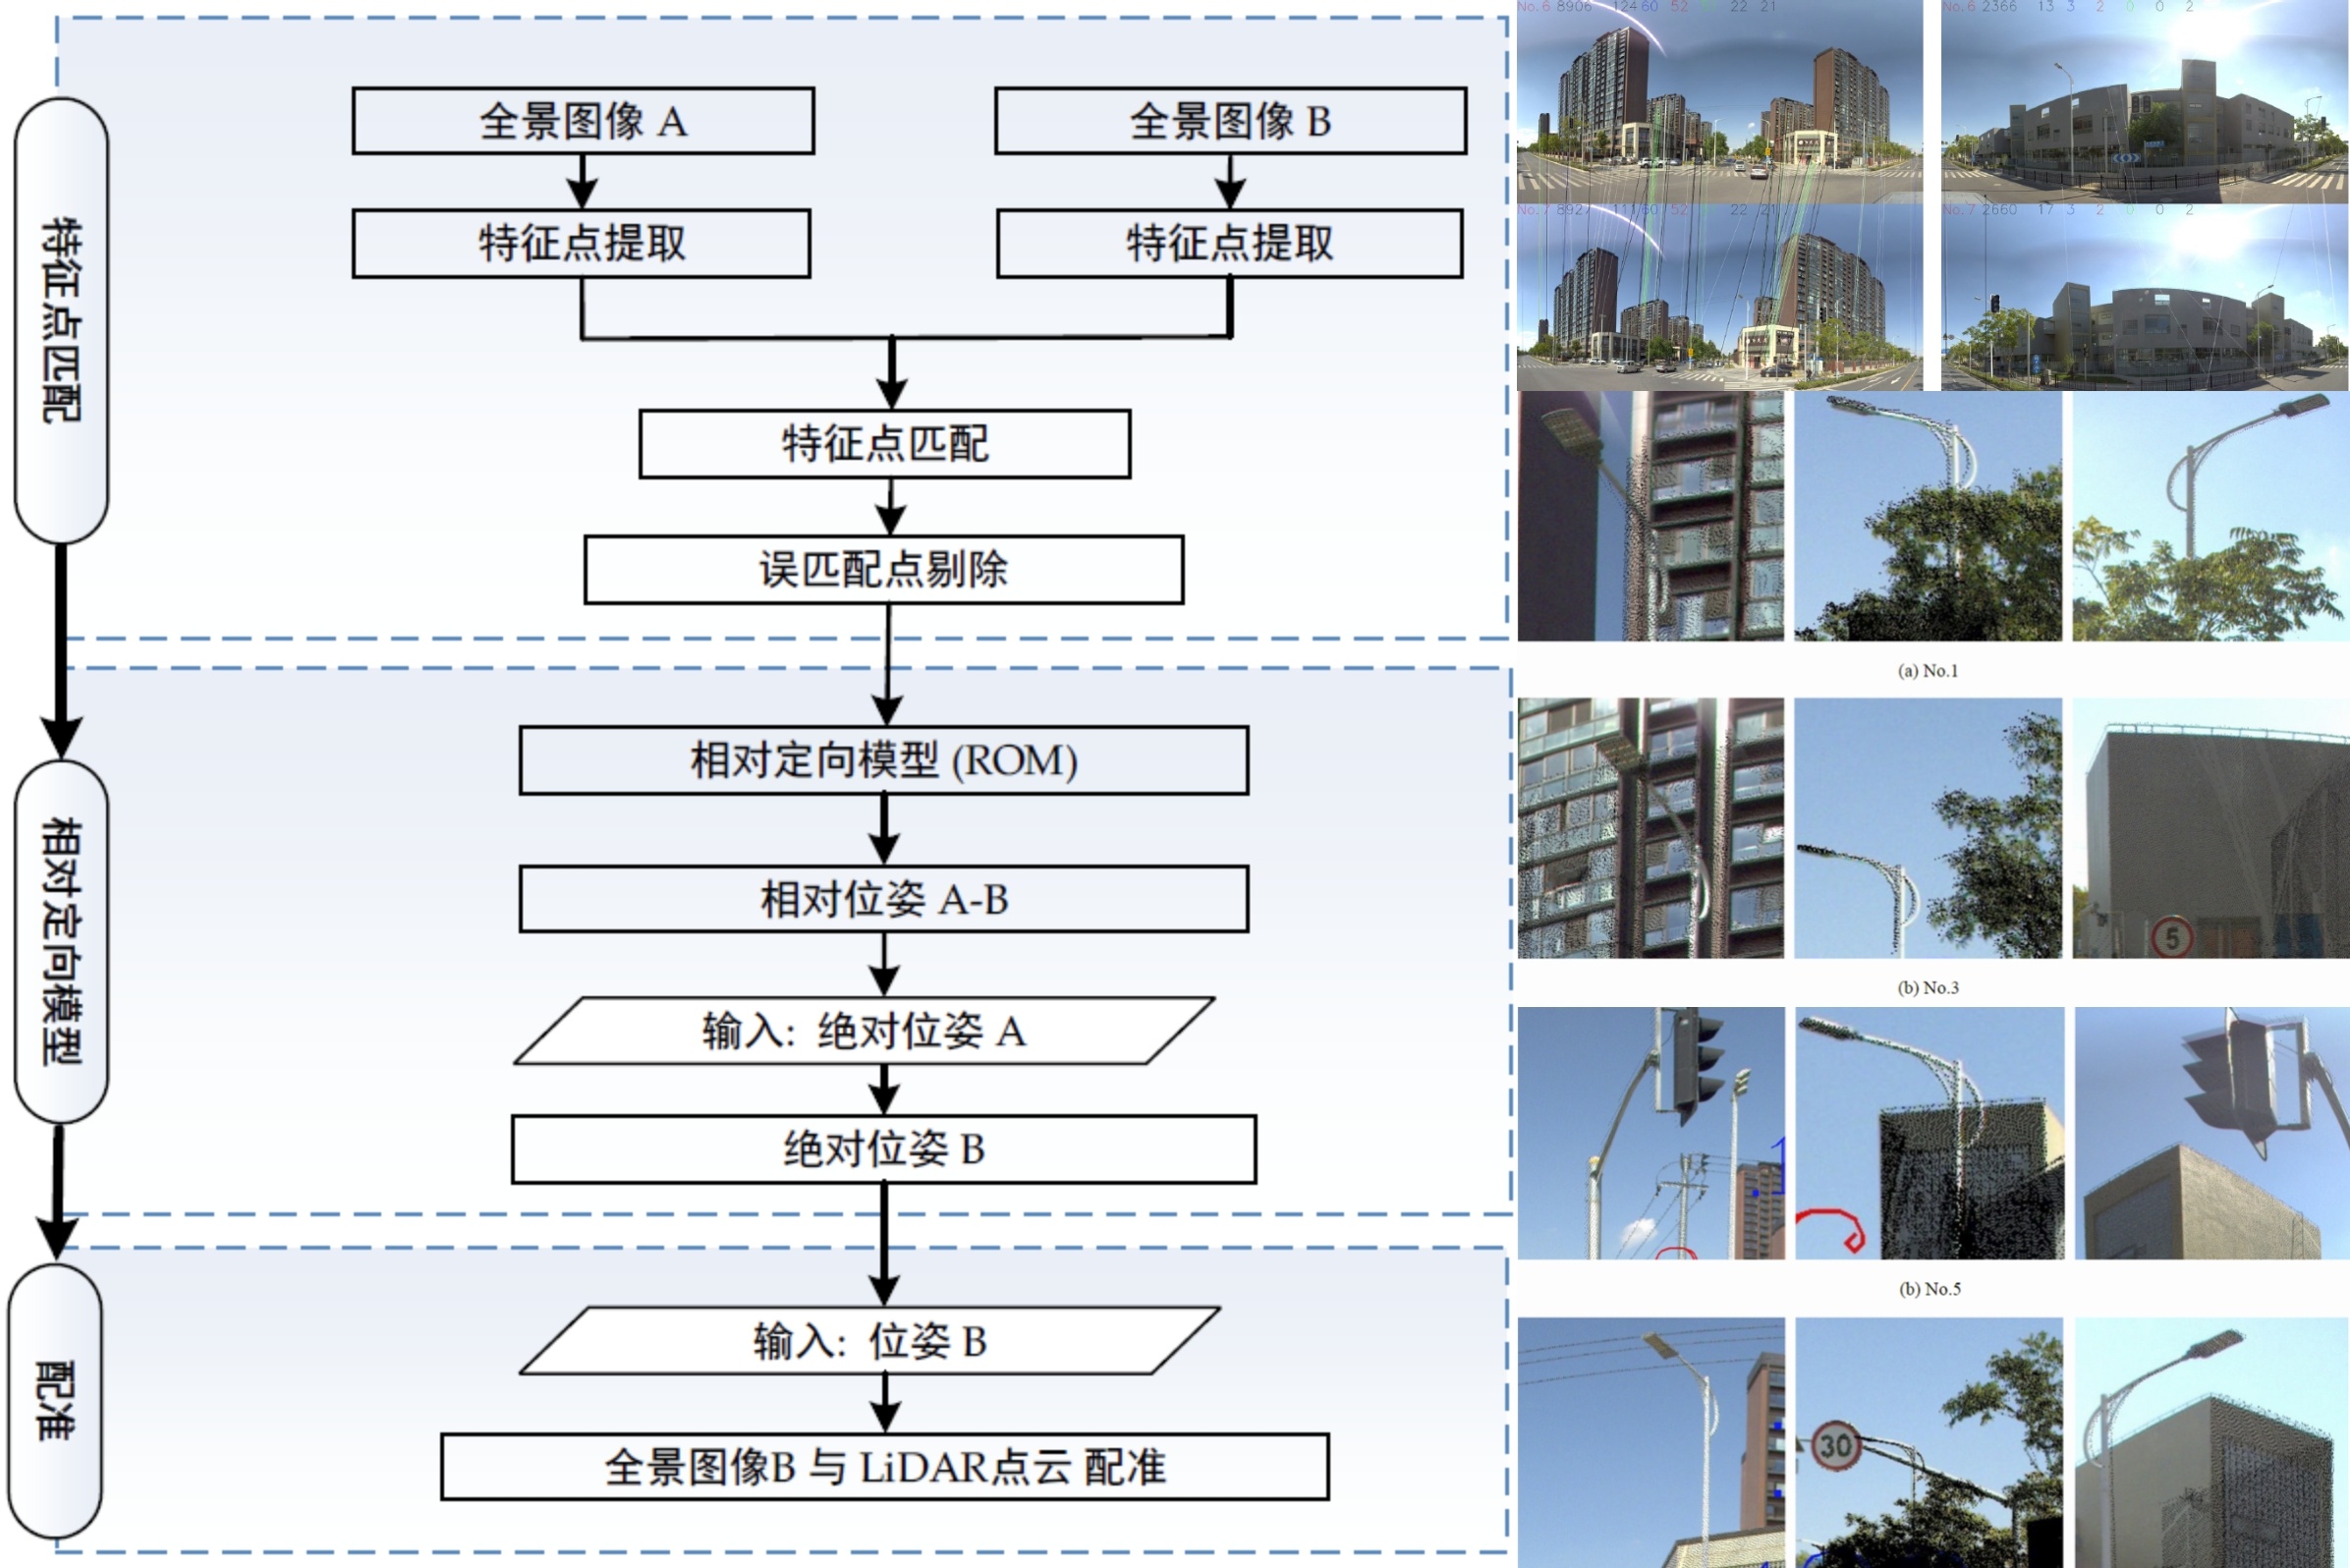 特征点匹配
全景图像 A
全景图像 B
特征点提取
特征点提取
特征点匹配
误匹配点剔除
相对定向模型
相对定向模型 (ROM)
相对位姿 A-B
输入: 绝对位姿 A
绝对位姿 B
配准
输入: 位姿 B
全景图像B 与 LiDAR点云 配准
No.6 8906 124 60 52 22 21
No.6 2366 13 3 2 0 0 2
No.7 8927 111 60 52 22 21
No.7 2660 17 3 2 0 0 2
(a) No.1
5
(b) No.3
(b) No.5
30